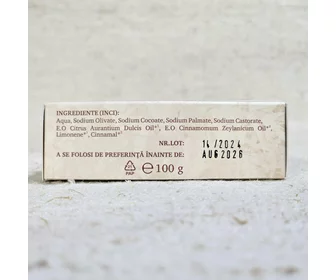 INGREDIENTE (INCI):
Aqua, Sodium Olivate, Sodium Cocoate, Sodium Palmate, Sodium Castorate,
E.O Citrus Aurantium Dulcis Oil*, E.O Cinnamomum Zeylanicum Oil*,
Limonene*, Cinnamal*
NR.LOT: 14/2024
A SE FOLOSI DE PREFERINȚĂ ÎNAINTE DE: AUG2026
PAP
℮ 100 g